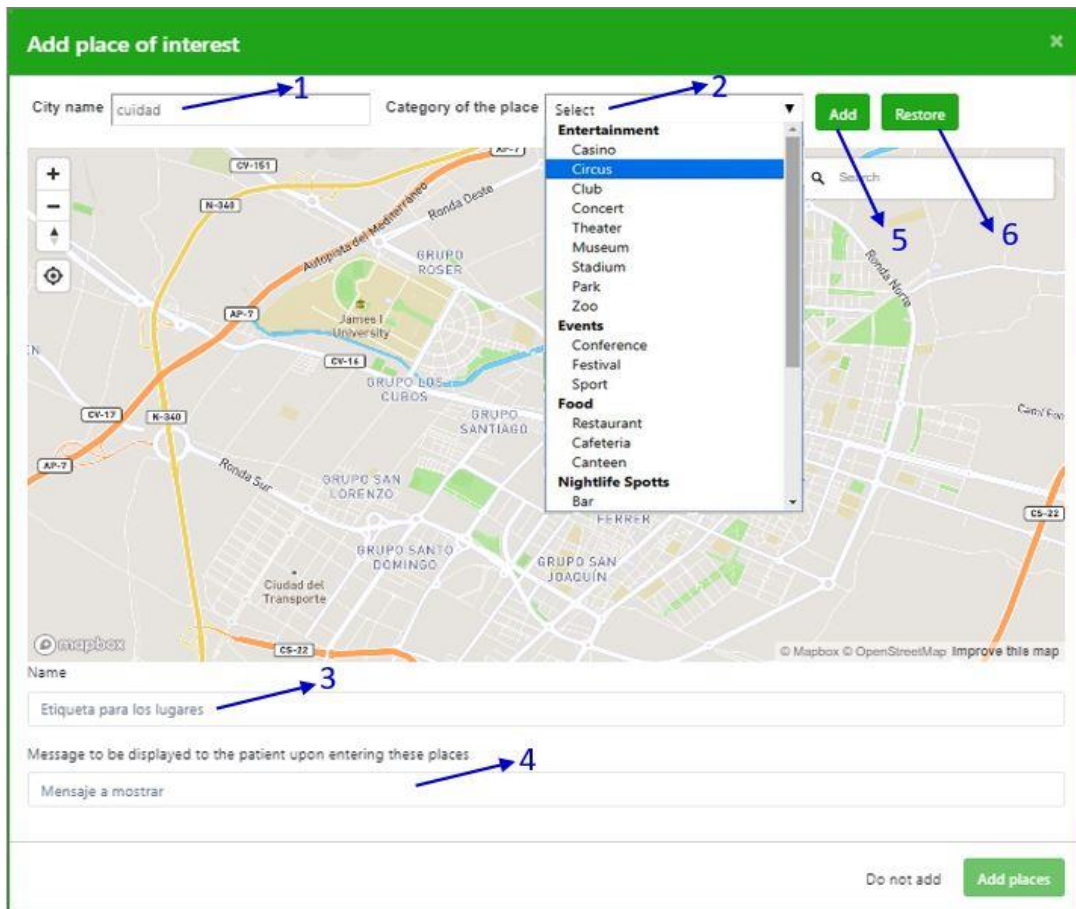 Add place of interest ×
1 2
City name cuidad Category of the place Select ▼ Add Restore
Entertainment
Casino
Circus
Club
Concert
Theater
Museum
Stadium
Park
Zoo
Events
Conference
Festival
Sport
Food
Restaurant
Cafeteria
Canteen
Nightlife Spotts
Bar
5 6
Search
+
−
CV-151
AP-7
N-340
Ronda Oeste
Autopista del Mediterráneo
GRUPO
ROSER
Ronda Norte
AP-7
James I
University
CV-16
GRUPO LOS
CUBOS
CV-17
N-340
GRUPO
SANTIAGO
AP-7
Ronda Sur
GRUPO SAN
LORENZO
CS-22
FERRER
GRUPO SANTO
DOMINGO
GRUPO SAN
JOAQUÍN
Ciudad del
Transporte
mapbox
CS-22
© Mapbox © OpenStreetMap Improve this map
Name
3
Etiqueta para los lugares
Message to be displayed to the patient upon entering these places
4
Mensaje a mostrar
Do not add Add places